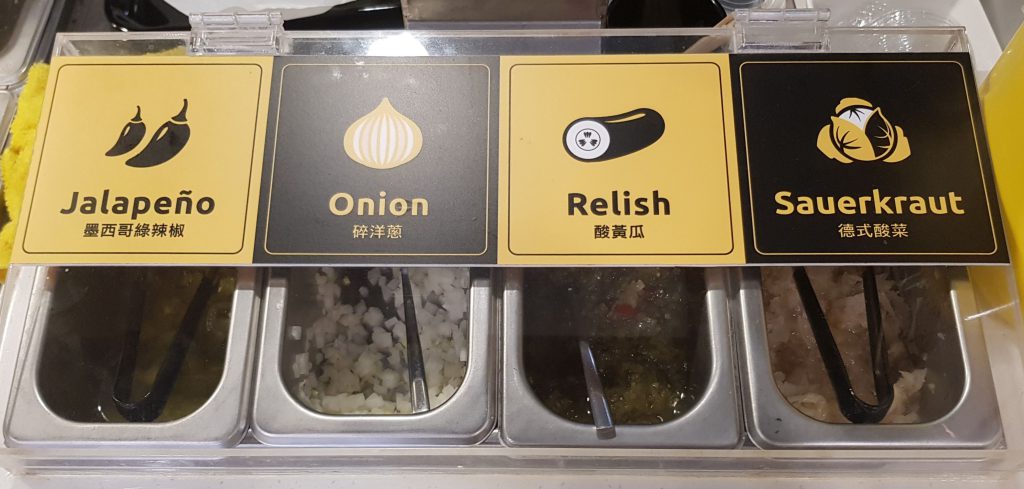 Jalapeño
墨西哥綠辣椒
Onion
碎洋蔥
Relish
酸黃瓜
Sauerkraut
德式酸菜